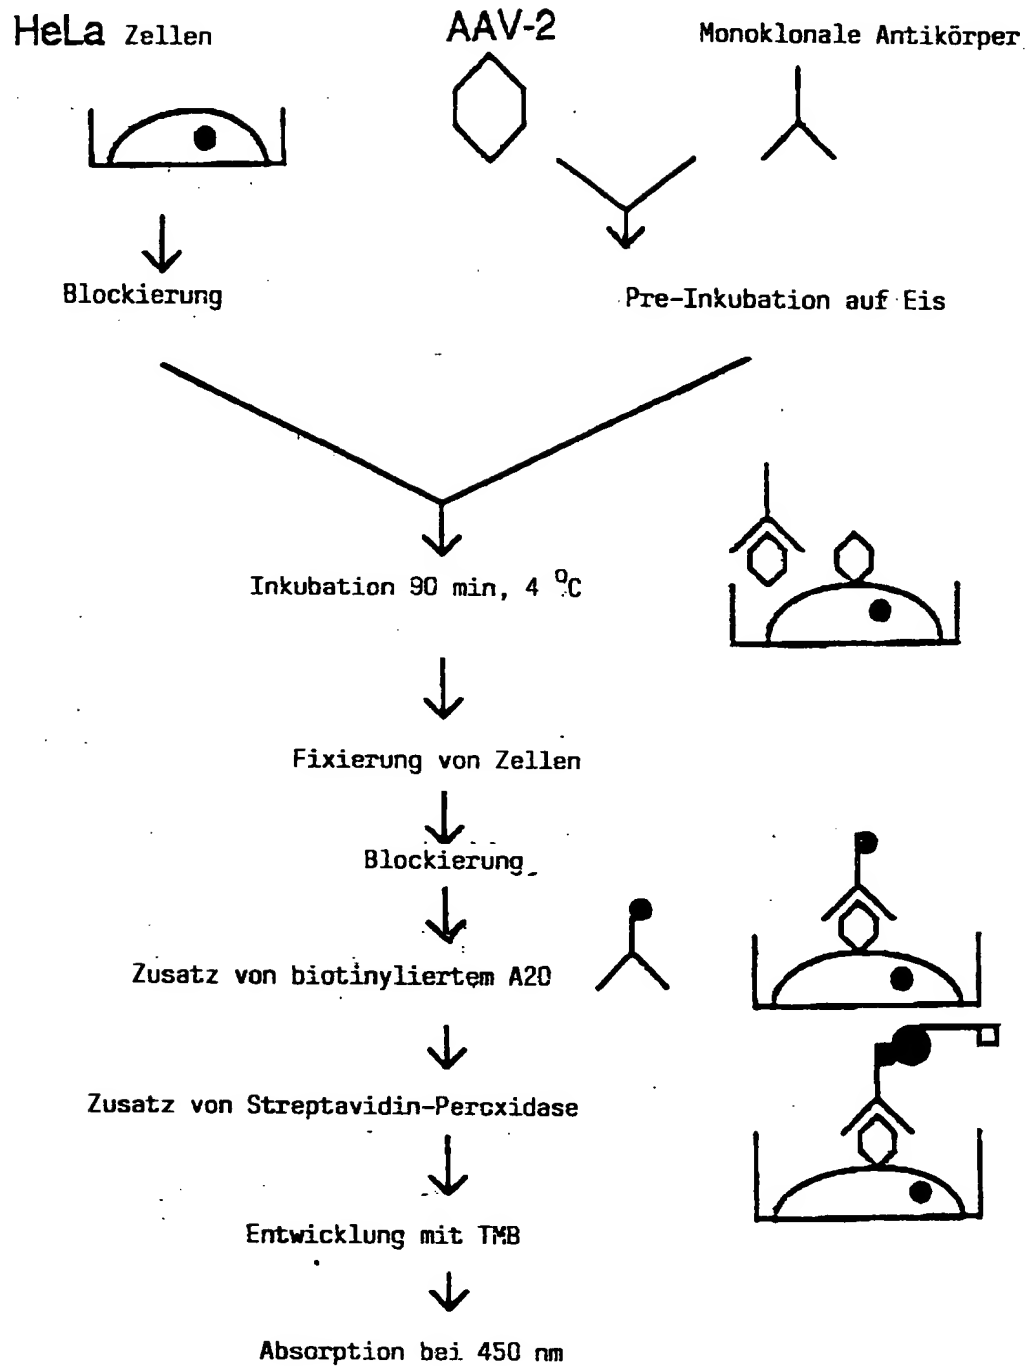 HeLa Zellen
AAV-2
Monoklonale Antikörper
Blockierung
Pre-Inkubation auf Eis
Inkubation 90 min, 4 °C
Fixierung von Zellen
Blockierung
Zusatz von biotinyliertem A20
Zusatz von Streptavidin-Peroxidase
Entwicklung mit TMB
Absorption bei 450 nm